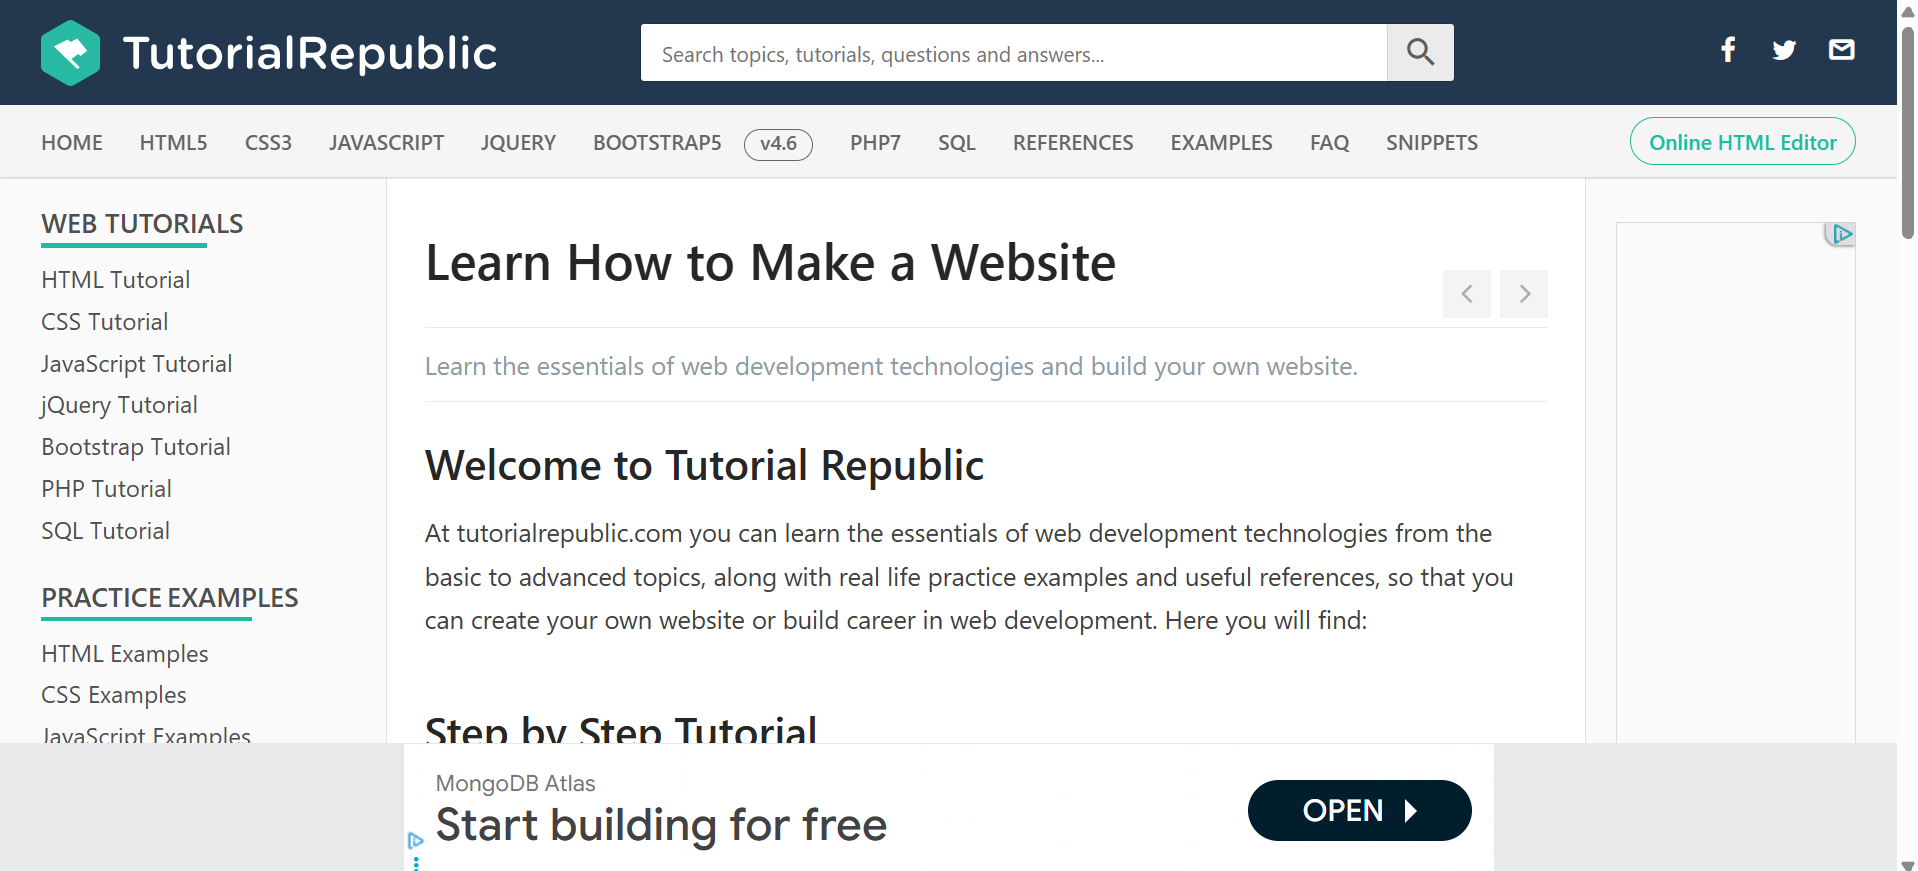 TutorialRepublic
Search topics, tutorials, questions and answers...
HOME HTML5 CSS3 JAVASCRIPT JQUERY BOOTSTRAP5 v4.6 PHP7 SQL REFERENCES EXAMPLES FAQ SNIPPETS Online HTML Editor
WEB TUTORIALS
HTML Tutorial
CSS Tutorial
JavaScript Tutorial
jQuery Tutorial
Bootstrap Tutorial
PHP Tutorial
SQL Tutorial
PRACTICE EXAMPLES
HTML Examples
CSS Examples
JavaScript Examples
Learn How to Make a Website
Learn the essentials of web development technologies and build your own website.
Welcome to Tutorial Republic
At tutorialrepublic.com you can learn the essentials of web development technologies from the
basic to advanced topics, along with real life practice examples and useful references, so that you
can create your own website or build career in web development. Here you will find:
Step by Step Tutorial
MongoDB Atlas
Start building for free
OPEN